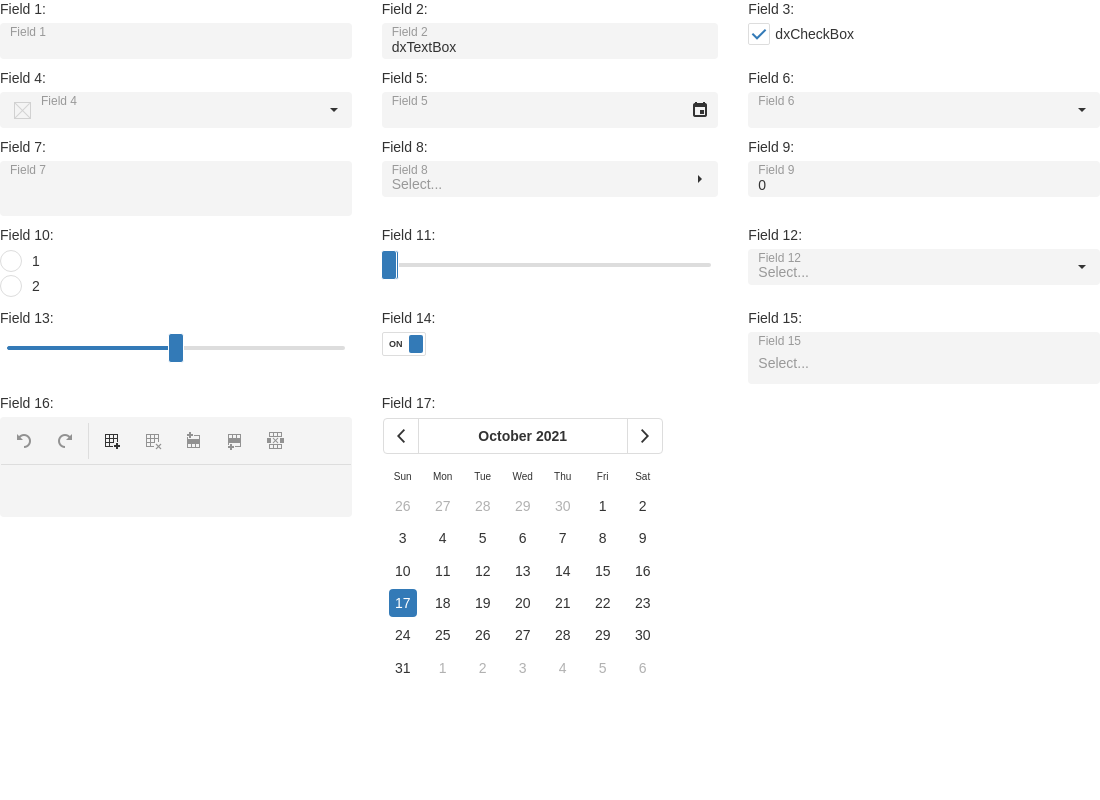 Field 1:
Field 1
Field 2:
Field 2
dxTextBox
Field 3:
dxCheckBox
Field 4:
Field 4
Field 5:
Field 5
Field 6:
Field 6
Field 7:
Field 7
Field 8:
Field 8
Select...
Field 9:
Field 9
0
Field 10:
1
2
Field 11:
Field 12:
Field 12
Select...
Field 13:
Field 14:
ON
Field 15:
Field 15
Select...
Field 16:
Field 17:
October 2021
Sun Mon Tue Wed Thu Fri Sat
26 27 28 29 30 1 2
3 4 5 6 7 8 9
10 11 12 13 14 15 16
17 18 19 20 21 22 23
24 25 26 27 28 29 30
31 1 2 3 4 5 6